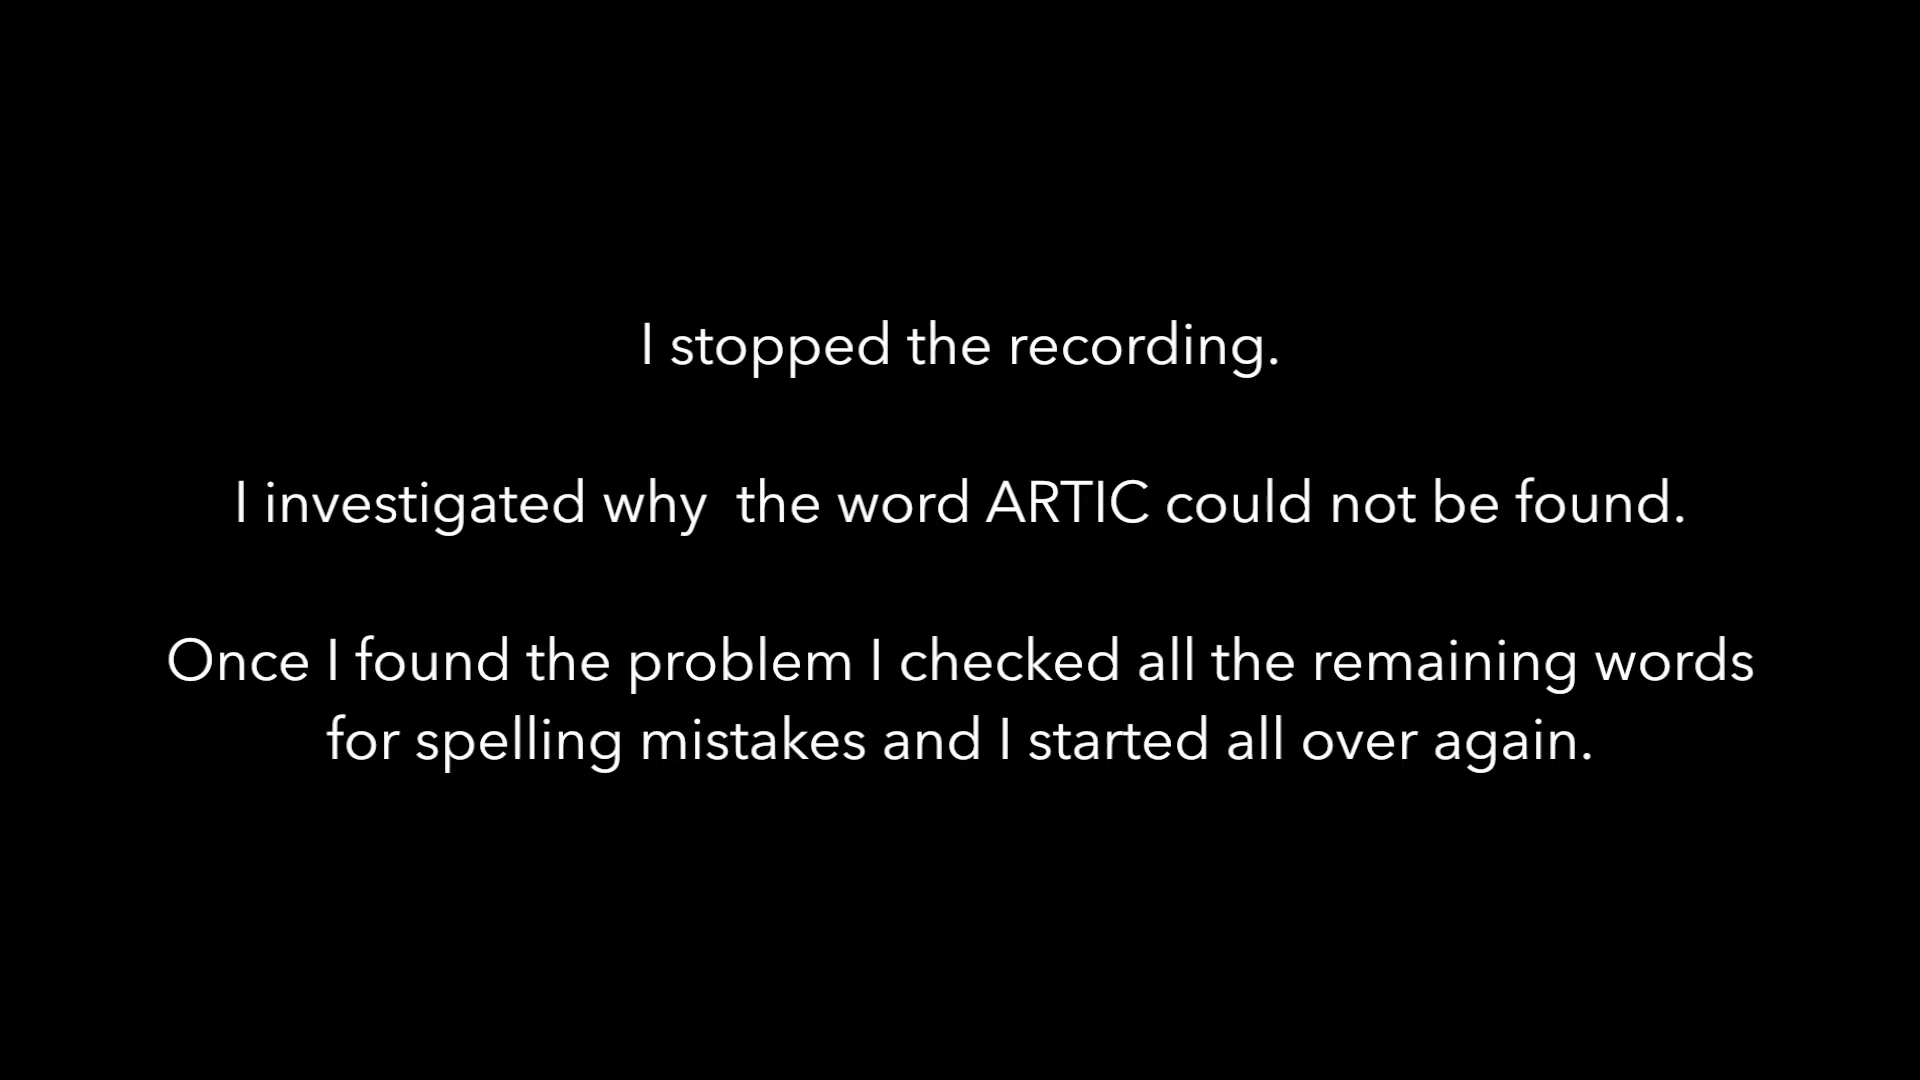 I stopped the recording.
I investigated why  the word ARTIC could not be found.
Once I found the problem I checked all the remaining words
for spelling mistakes and I started all over again.